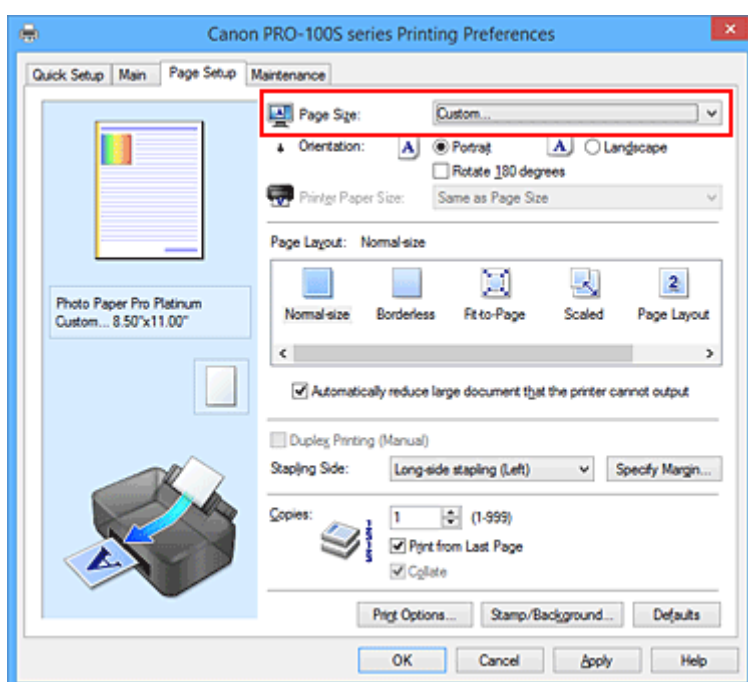 Canon PRO-100S series Printing Preferences
Quick Setup Main Page Setup Maintenance
Page Size: Custom...
Orientation: A Portrait A Landscape
Rotate 180 degrees
Printer Paper Size: Same as Page Size
Page Layout: Normal-size
2
Normal-size Borderless Fit-to-Page Scaled Page Layout
Photo Paper Pro Platinum
Custom... 8.50"x11.00"
Automatically reduce large document that the printer cannot output
Duplex Printing (Manual)
Stapling Side: Long-side stapling (Left) Specify Margin...
Copies: 1 (1-999)
Print from Last Page
Collate
A
Print Options... Stamp/Background... Defaults
OK Cancel Apply Help